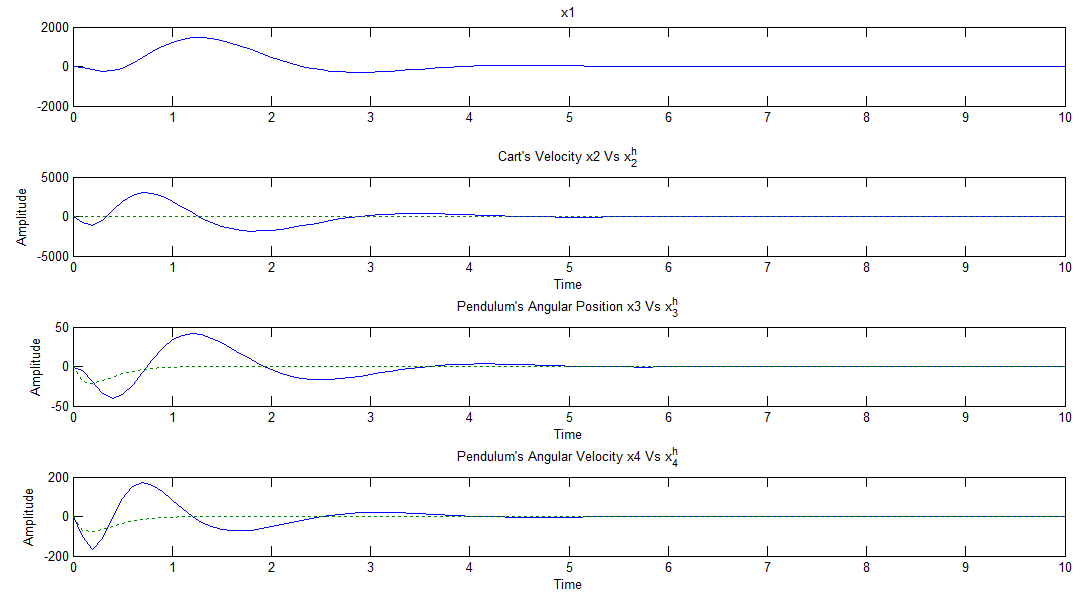 x1
2000
0
-2000
0 1 2 3 4 5 6 7 8 9 10
Cart's Velocity x2 Vs x₂ʰ
5000
0
-5000
Amplitude
0 1 2 3 4 5 6 7 8 9 10
Time
Pendulum's Angular Position x3 Vs x₃ʰ
50
0
-50
Amplitude
0 1 2 3 4 5 6 7 8 9 10
Time
Pendulum's Angular Velocity x4 Vs x₄ʰ
200
0
-200
Amplitude
0 1 2 3 4 5 6 7 8 9 10
Time